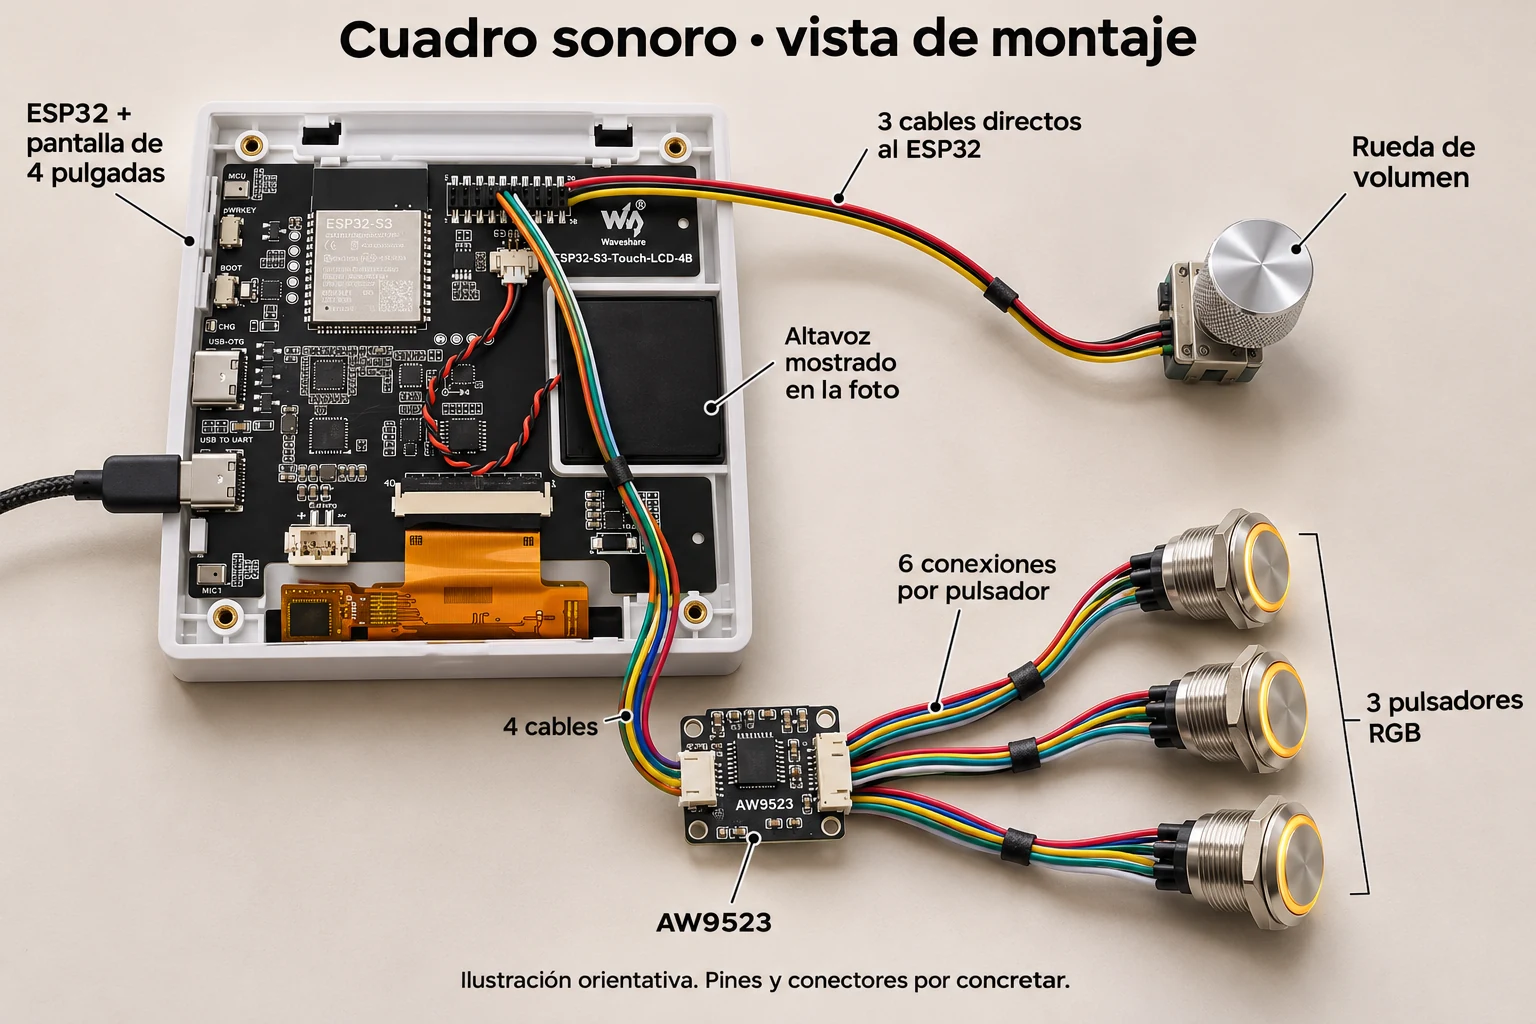 Cuadro sonoro • vista de montaje
ESP32 +
pantalla de
4 pulgadas
3 cables directos
al ESP32
Rueda de
volumen
MCU
PWRKEY
BOOT
CHG
USB-OTG
USB TO UART
MIC1
ESP32-S3
Waveshare
ESP32-S3-Touch-LCD-4B
Altavoz
mostrado
en la foto
40
6 conexiones
por pulsador
4 cables
3 pulsadores
RGB
AW9523
AW9523
Ilustración orientativa. Pines y conectores por concretar.